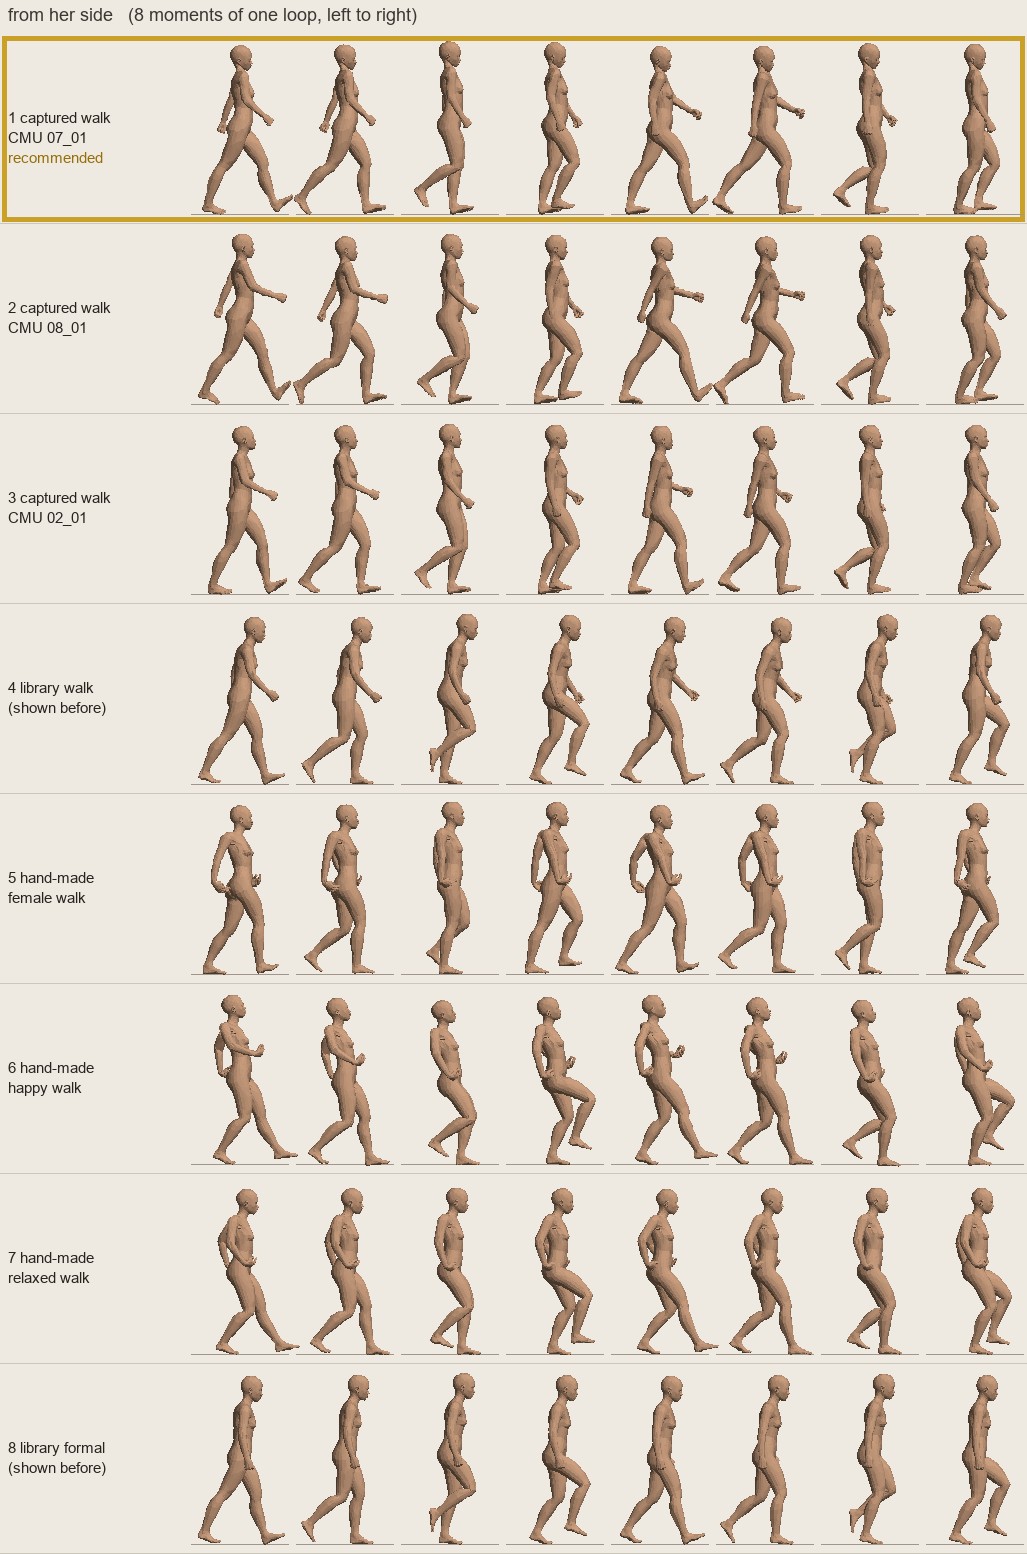 from her side   (8 moments of one loop, left to right)
1 captured walk
CMU 07_01
recommended
2 captured walk
CMU 08_01
3 captured walk
CMU 02_01
4 library walk
(shown before)
5 hand-made
female walk
6 hand-made
happy walk
7 hand-made
relaxed walk
8 library formal
(shown before)